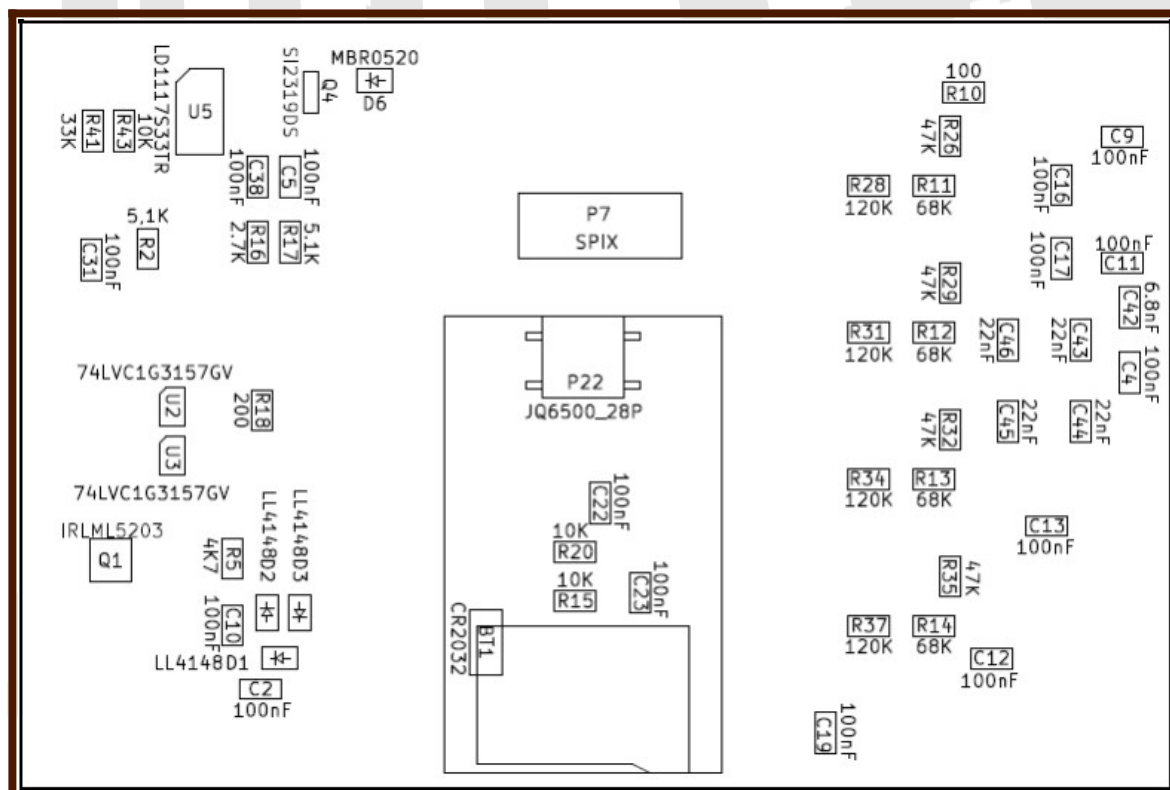 LD1117S33TR
U5
SI2319DS
Q4
MBR0520
D6
33K
R41
R43
10K
100nF
C38
C5
100nF
5,1K
R2
C31
100nF
2.7K
R16
R17
5.1K
P7
SPIX
100
R10
47K
R26
C9
100nF
R28
120K
R11
68K
100nF
C16
100nF
C17
100nF
C11
47K
R29
C42
6.8nF
R31
120K
R12
68K
22nF
C46
22nF
C43
C4
100nF
P22
JQ6500_28P
74LVC1G3157GV
U2
200
R18
U3
74LVC1G3157GV
47K
R32
C45
22nF
C44
22nF
R34
120K
R13
68K
C22
100nF
10K
R20
10K
R15
C23
100nF
IRLML5203
Q1
4K7
R5
LL4148D2
LL4148D3
100nF
C10
LL4148D1
C2
100nF
CR2032
BT1
C13
100nF
R35
47K
R37
120K
R14
68K
C12
100nF
C19
100nF